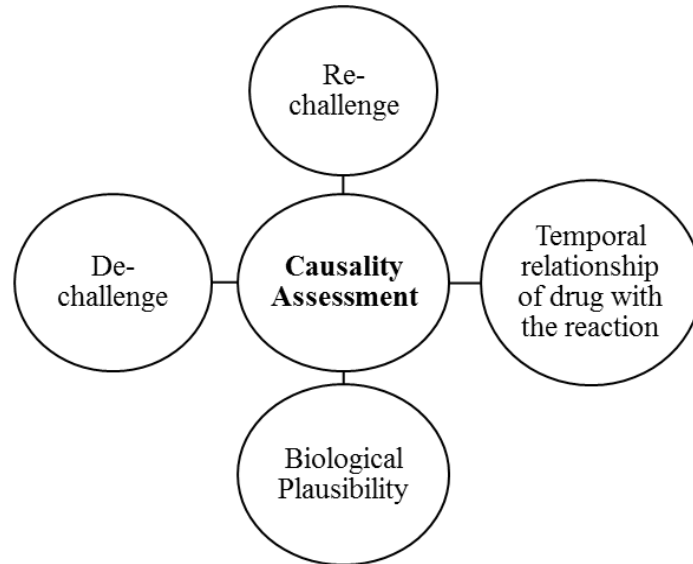 Re-
challenge
De-
challenge
Causality
Assessment
Temporal
relationship
of drug with
the reaction
Biological
Plausibility